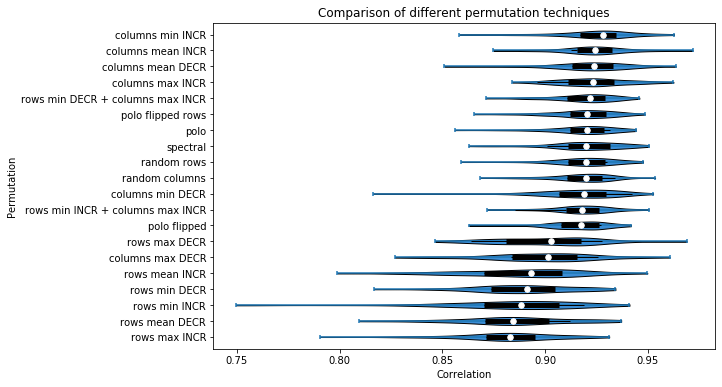 Comparison of different permutation techniques
Permutation
columns min INCR
columns mean INCR
columns mean DECR
columns max INCR
rows min DECR + columns max INCR
polo flipped rows
polo
spectral
random rows
random columns
columns min DECR
rows min INCR + columns max INCR
polo flipped
rows max DECR
columns max DECR
rows mean INCR
rows min DECR
rows min INCR
rows mean DECR
rows max INCR
0.75 0.80 0.85 0.90 0.95
Correlation